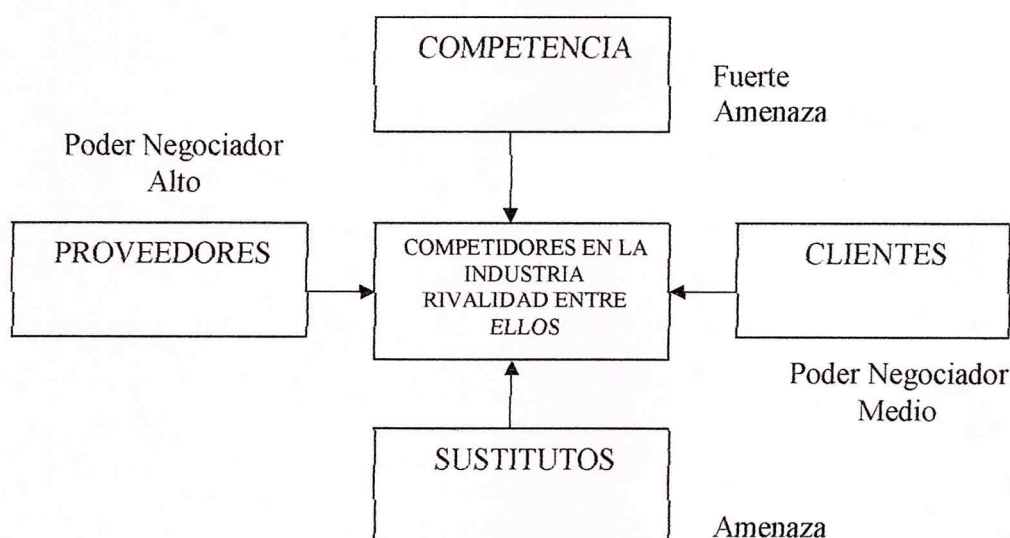 COMPETENCIA
Fuerte
Amenaza
Poder Negociador
Alto
PROVEEDORES
COMPETIDORES EN LA
INDUSTRIA
RIVALIDAD ENTRE
ELLOS
CLIENTES
Poder Negociador
Medio
SUSTITUTOS
Amenaza